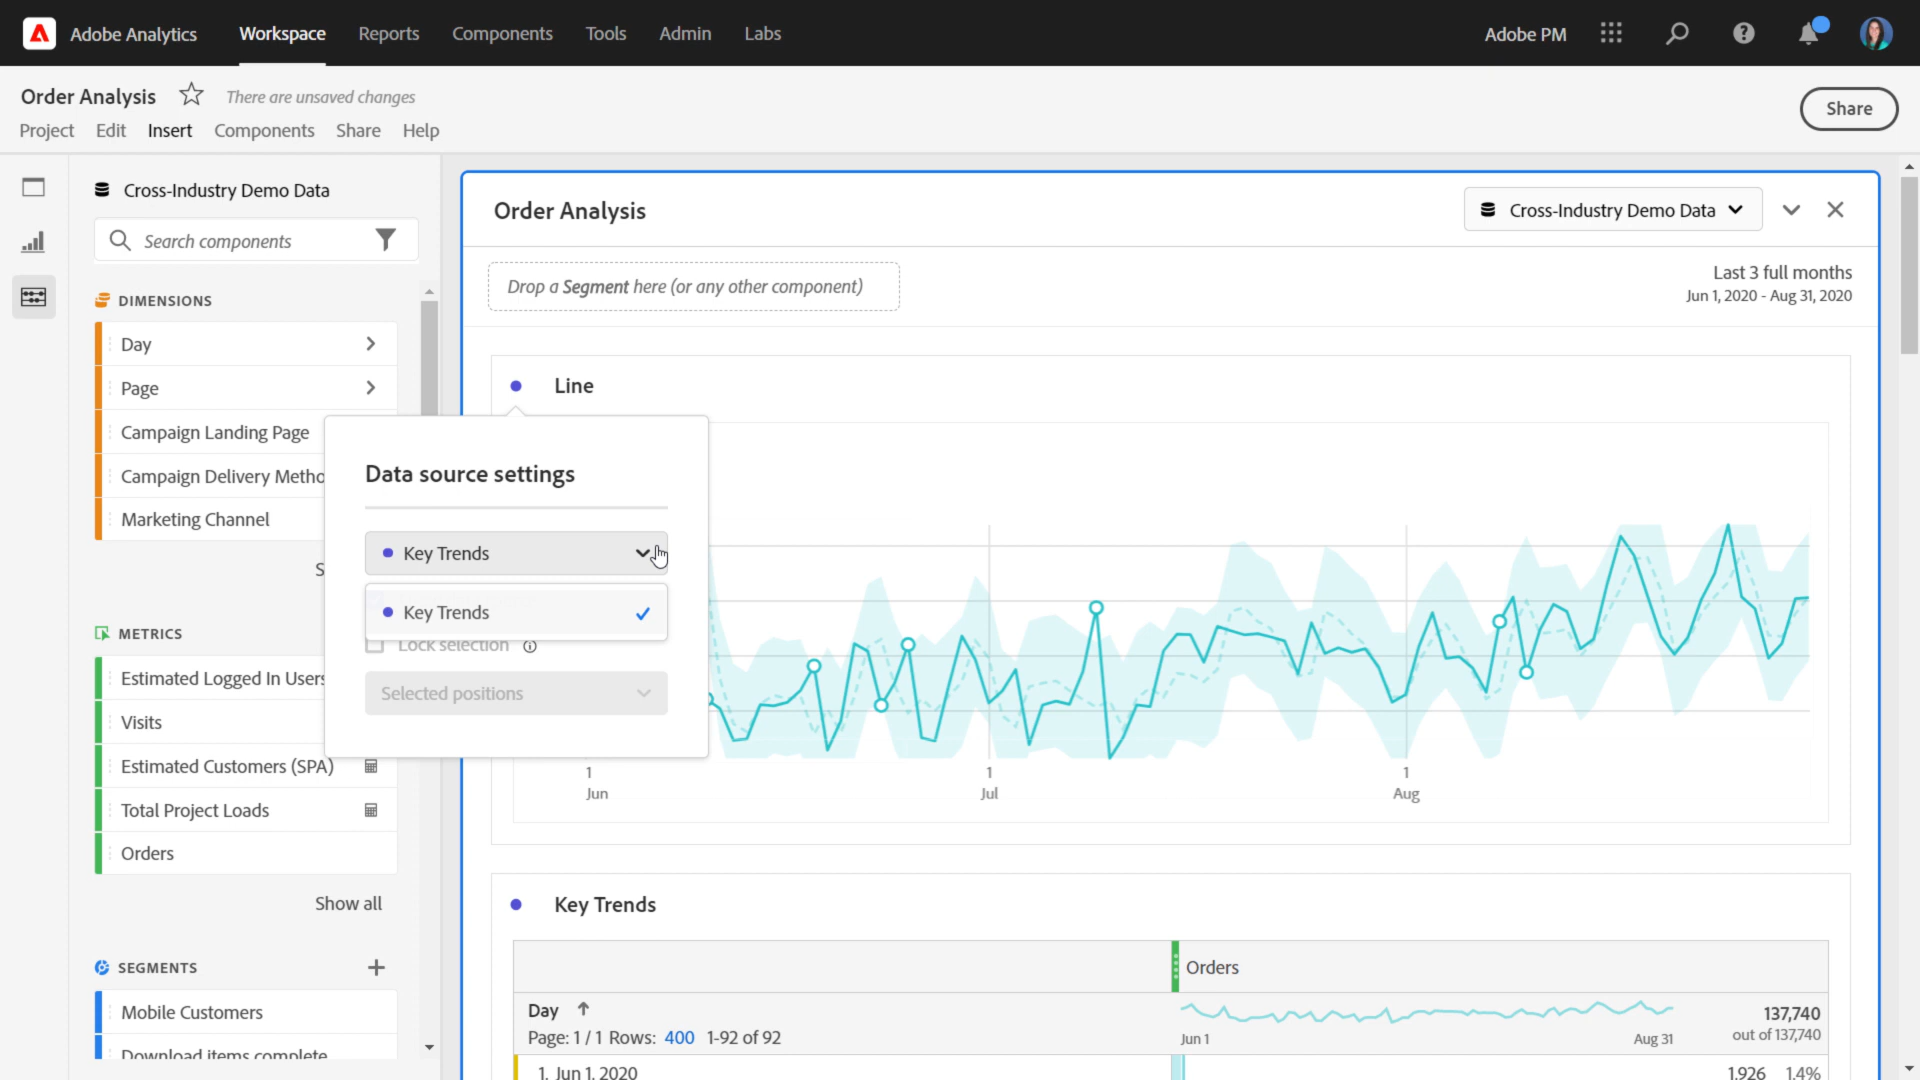 Adobe Analytics
Workspace
Reports
Components
Tools
Admin
Labs
Adobe PM
Order Analysis
There are unsaved changes
Share
Project
Edit
Insert
Components
Share
Help
Cross-Industry Demo Data
Search components
DIMENSIONS
Day
Page
Campaign Landing Page
Campaign Delivery Metho
Marketing Channel
S
METRICS
Estimated Logged In Users
Visits
Estimated Customers (SPA)
Total Project Loads
Orders
Show all
SEGMENTS
Mobile Customers
Download items complete
Order Analysis
Cross-Industry Demo Data
Drop a Segment here (or any other component)
Last 3 full months
Jun 1, 2020 - Aug 31, 2020
Line
Data source settings
Key Trends
Key Trends
Lock selection
Selected positions
1
Jun
1
Jul
1
Aug
Key Trends
Orders
Day
Page: 1 / 1 Rows: 400 1-92 of 92
Jun 1
Aug 31
137,740
out of 137,740
1. Jun 1, 2020
1,926 1.4%